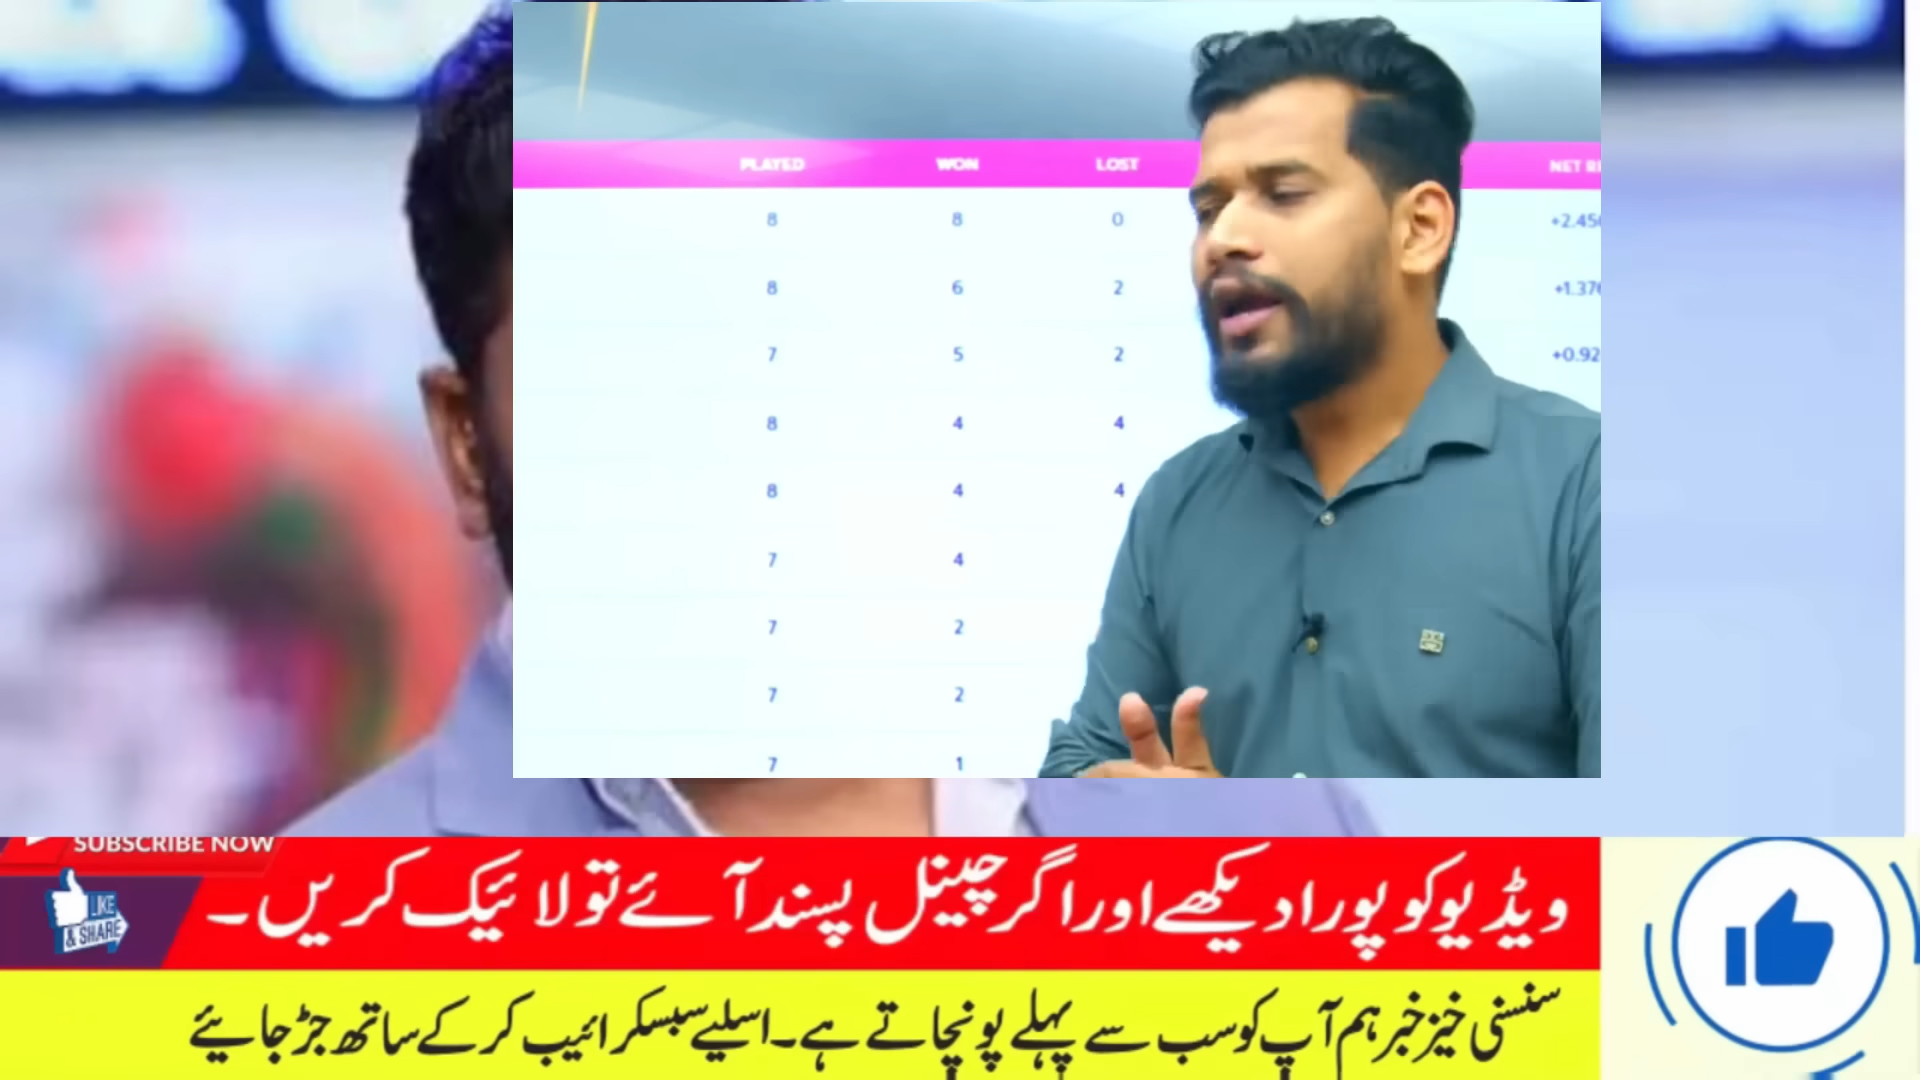 PLAYED WON LOST NET R
8 8 0 +2.45
8 6 2 +1.37
7 5 2 +0.92
8 4 4
8 4 4
7 4
7 2
7 2
7 1
SUBSCRIBE NOW
LIKE
& SHARE
ویڈیو کو پورا دیکھے اور اگر چینل پسند آئے تو لائیک کریں۔
سنسنی خیز خبر ہم آپ کو سب سے پہلے پونچاتے ہے۔ اسلیے سبسکرائیب کر کے ساتھ جڑ جایئے